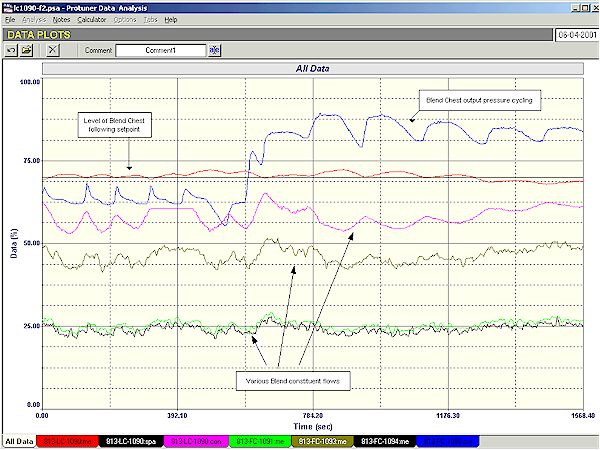 lc1090-f2.psa - Protuner Data Analysis
File Analysis Notes Calculator Options Tabs Help
DATA PLOTS
06-04-2001
Comment Comment1
All Data
100.00
Blend Chest output pressure cycling
Level of Blend Chest
following setpoint.
75.00
Data (%)
50.00
25.00
Various Blend constituent flows
0.00
0.00 392.10 784.20 1176.30 1568.40
Time (sec)
All Data 813-LC-1090:me 813-LC-1090:spa 813-LC-1090:con 813-FC-1091:me 813-FC-1093:me 813-FC-1094:me